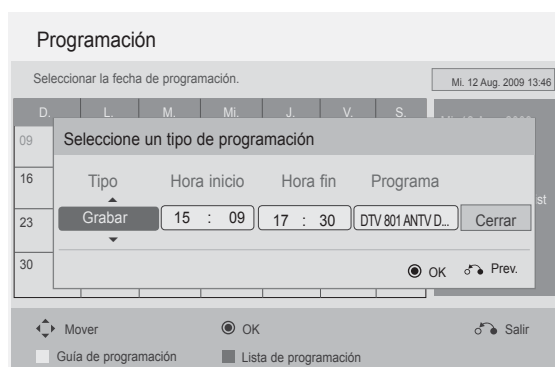 Programación
Seleccionar la fecha de programación.
Mi. 12 Aug. 2009 13:46
D. L. M. Mi. J. V. S.
09
Seleccione un tipo de programación
16
Tipo Hora inicio Hora fin Programa
st
23
Grabar 15 : 09 17 : 30 DTV 801 ANTV D... Cerrar
30
OK Prev.
Mover OK Salir
Guía de programación Lista de programación